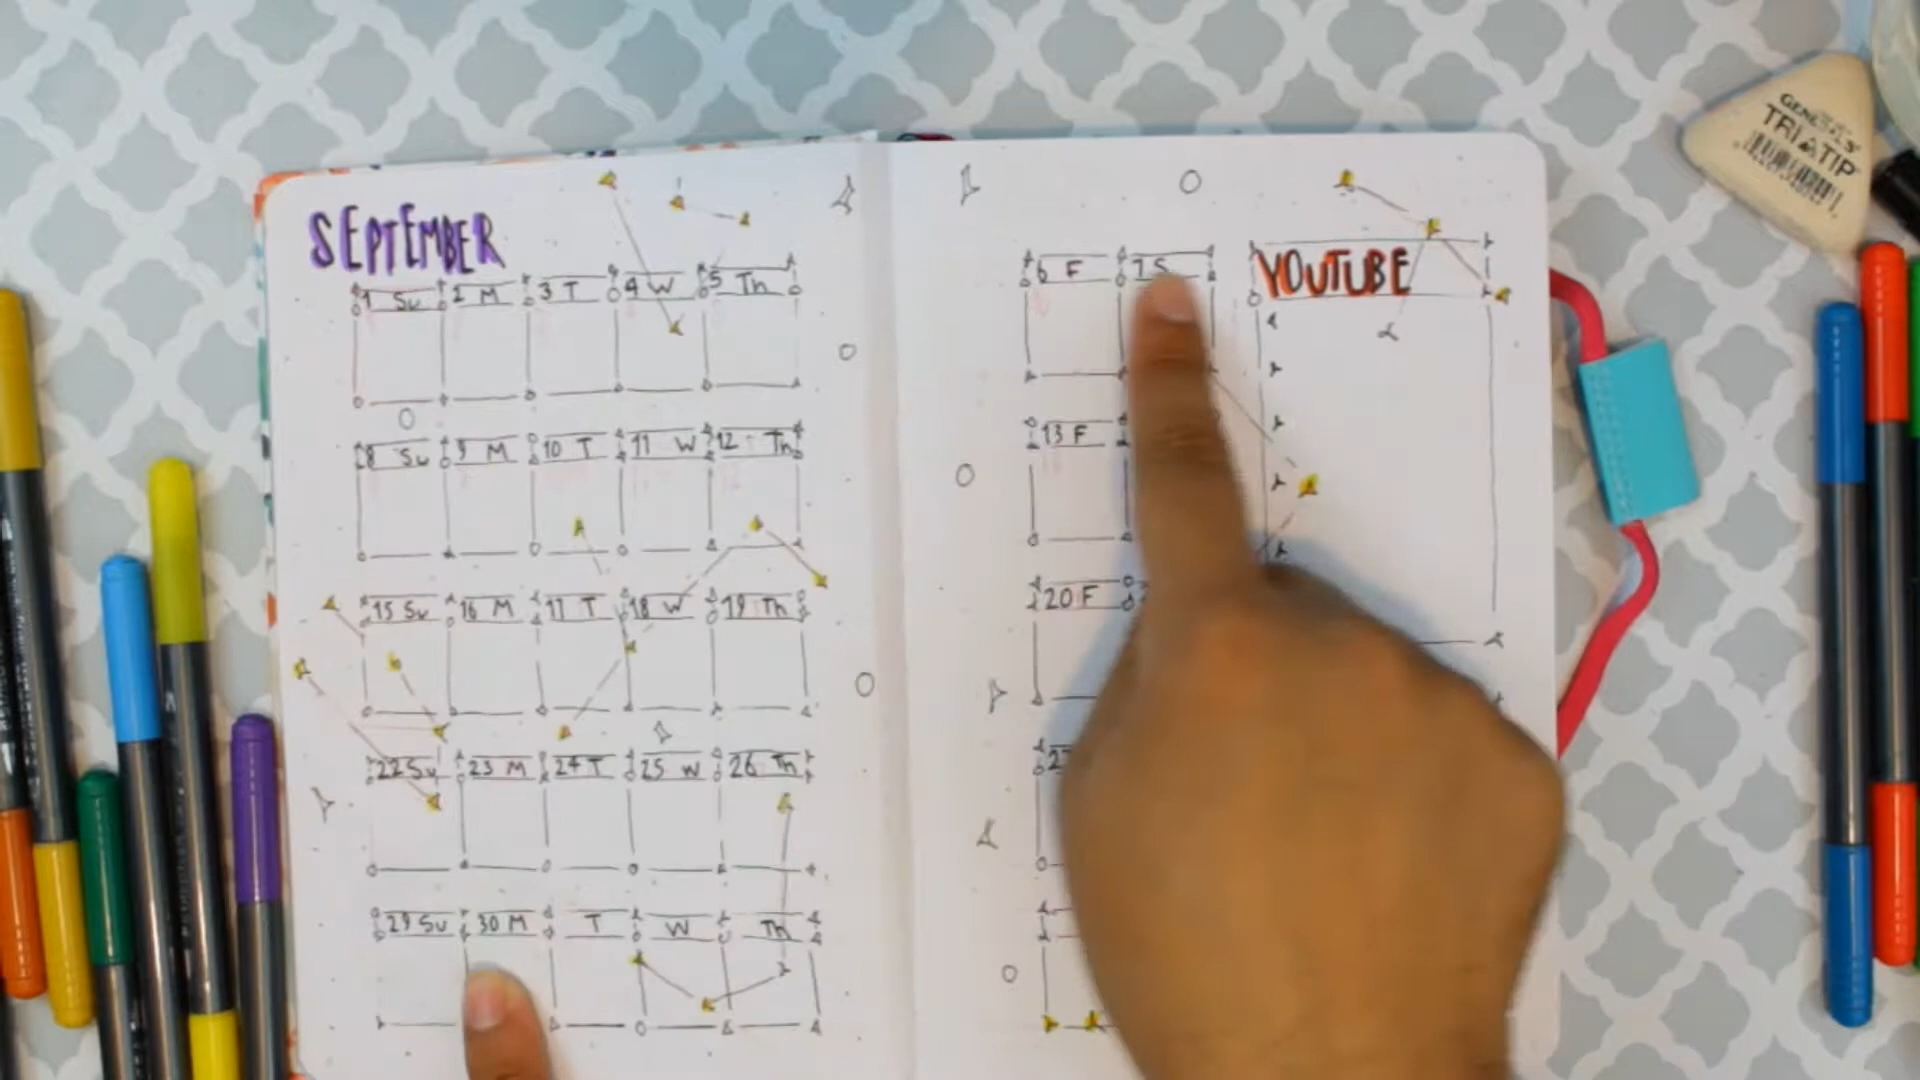 SEPTEMBER
1 Su 2 M 3 T 4 W 5 Th
8 Su 9 M 10 T 11 W 12 Th
15 Su 16 M 17 T 18 W 19 Th
22 Su 23 M 24 T 25 W 26 Th
29 Su 30 M T W Th
6 F 7 S
13 F
20 F
YOUTUBE
GENERAL'S
TRI TIP